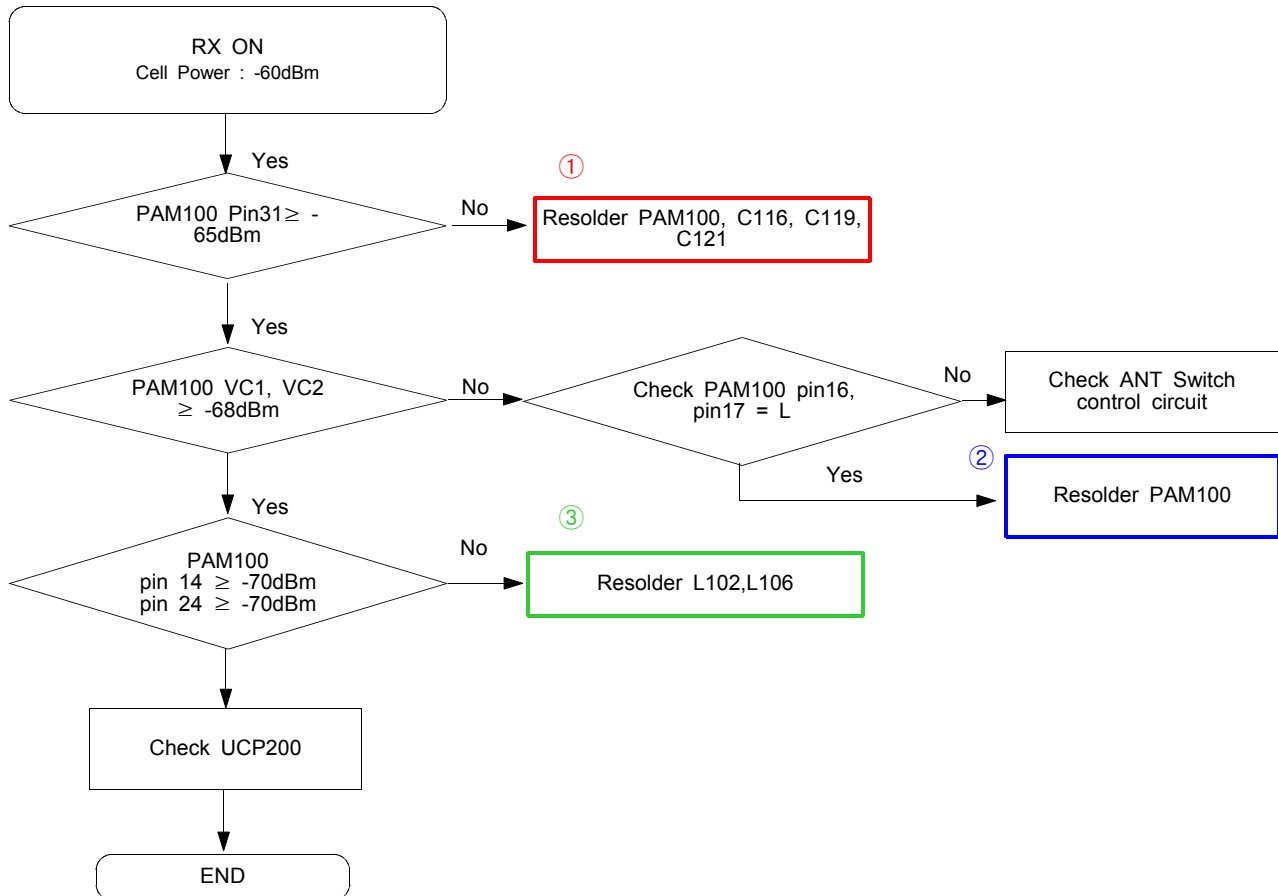 RX ON
Cell Power : -60dBm
Yes
①
PAM100 Pin31≥ -
65dBm
No
Resolder PAM100, C116, C119,
C121
Yes
PAM100 VC1, VC2
≥ -68dBm
No
Check PAM100 pin16,
pin17 = L
No
Check ANT Switch
control circuit
Yes
②
Resolder PAM100
Yes
③
PAM100
pin 14 ≥ -70dBm
pin 24 ≥ -70dBm
No
Resolder L102,L106
Check UCP200
END